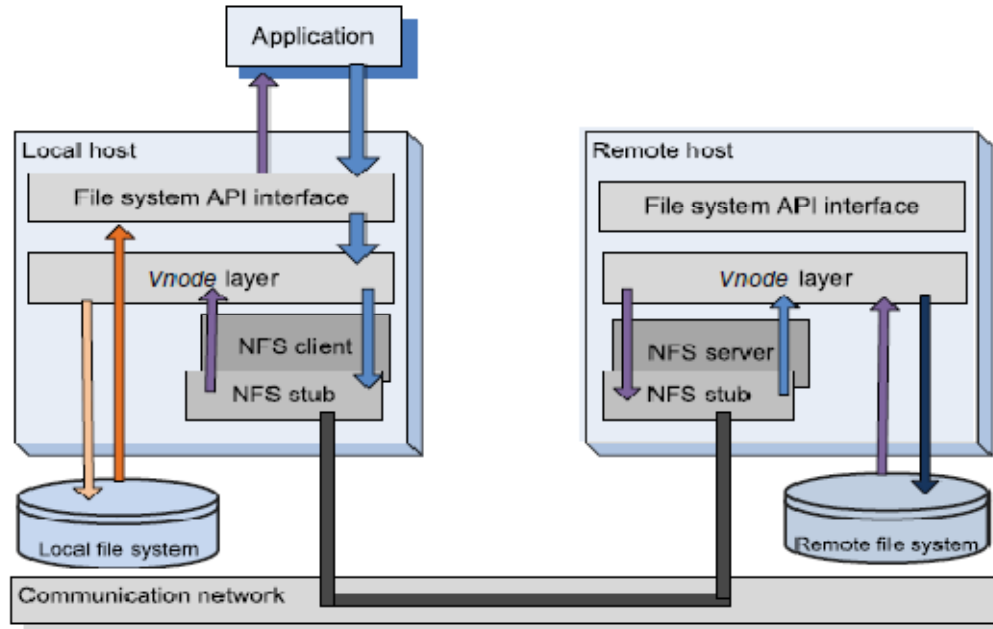 Application
Local host
File system API interface
Vnode layer
NFS client
NFS stub
Local file system
Remote host
File system API interface
Vnode layer
NFS server
NFS stub
Remote file system
Communication network